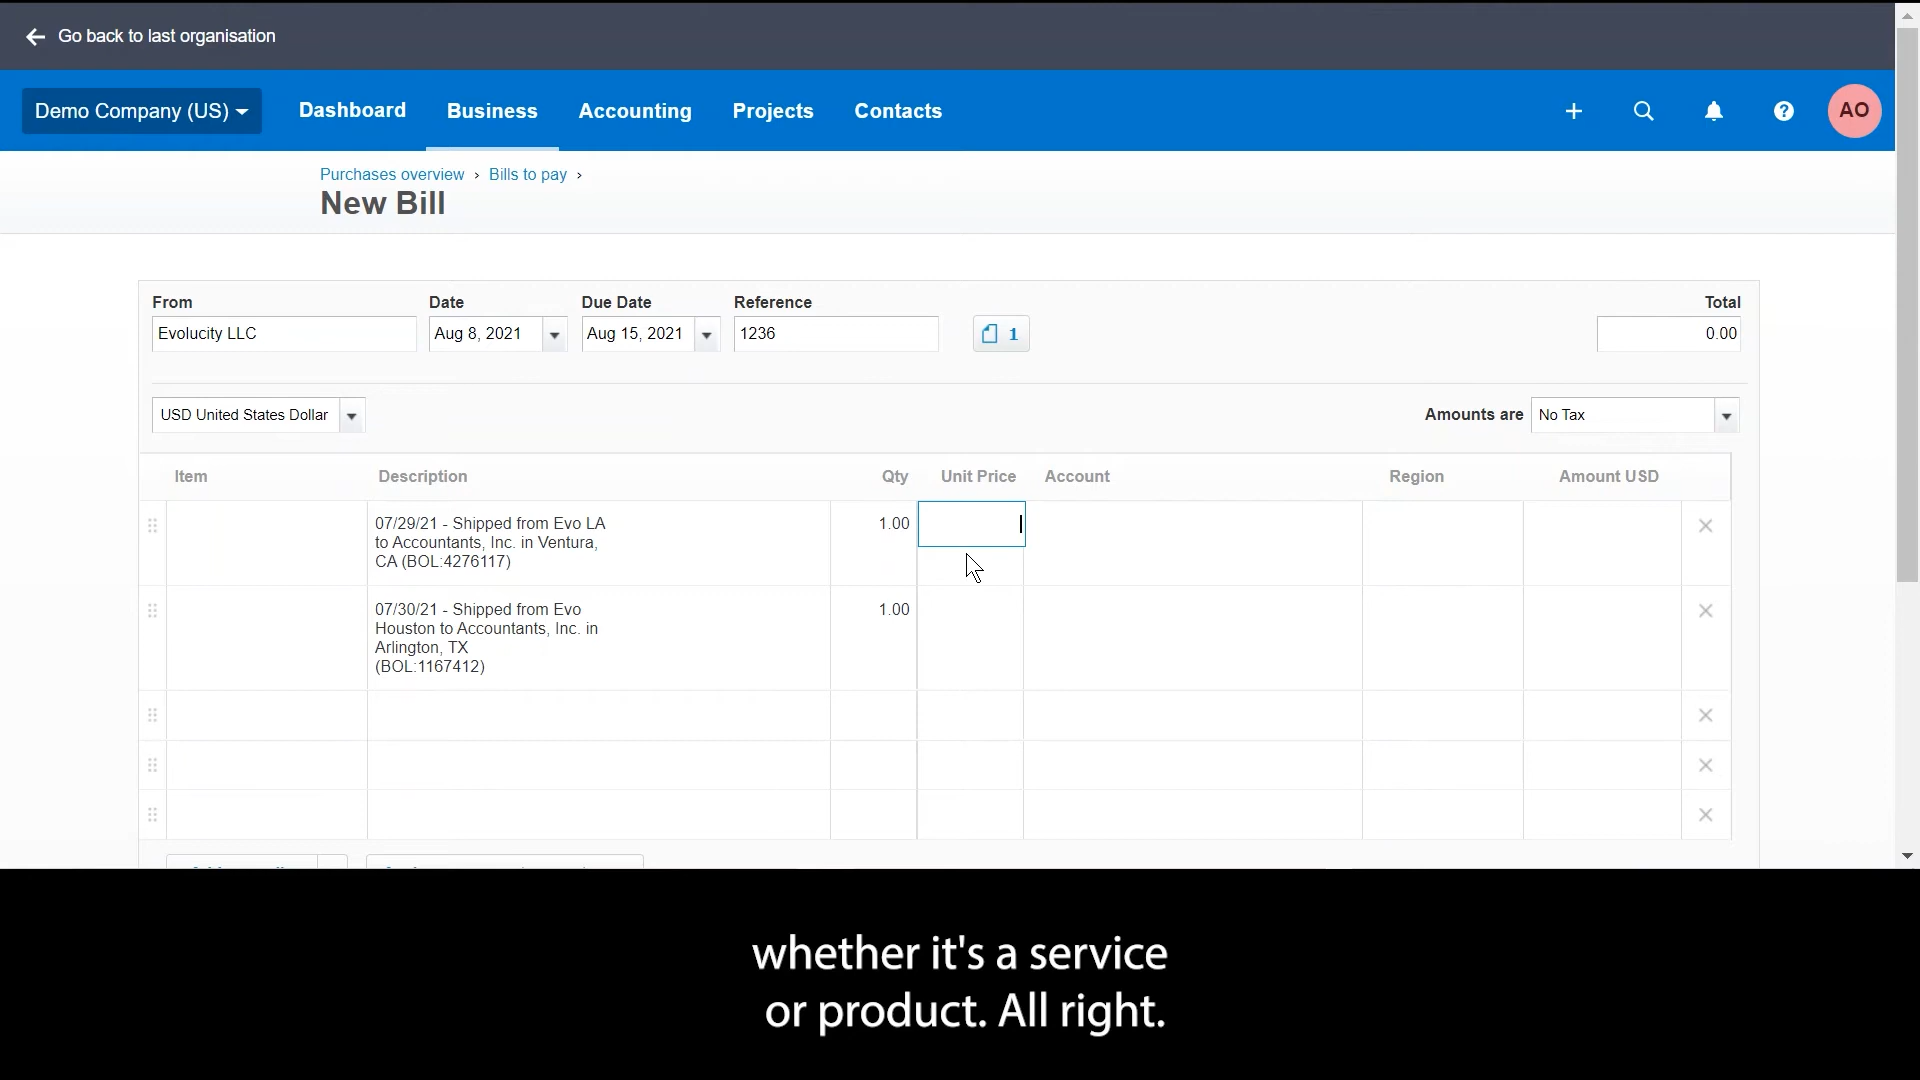 Go back to last organisation
Demo Company (US)
Dashboard
Business
Accounting
Projects
Contacts
AO
Purchases overview › Bills to pay ›
New Bill
From
Date
Due Date
Reference
Total
Evolucity LLC
Aug 8, 2021
Aug 15, 2021
1236
1
0.00
USD United States Dollar
Amounts are
No Tax
Item
Description
Qty
Unit Price
Account
Region
Amount USD
07/29/21 - Shipped from Evo LA
to Accountants, Inc. in Ventura,
CA (BOL:4276117)
1.00
07/30/21 - Shipped from Evo
Houston to Accountants, Inc. in
Arlington, TX
(BOL:1167412)
1.00
whether it's a service
or product. All right.